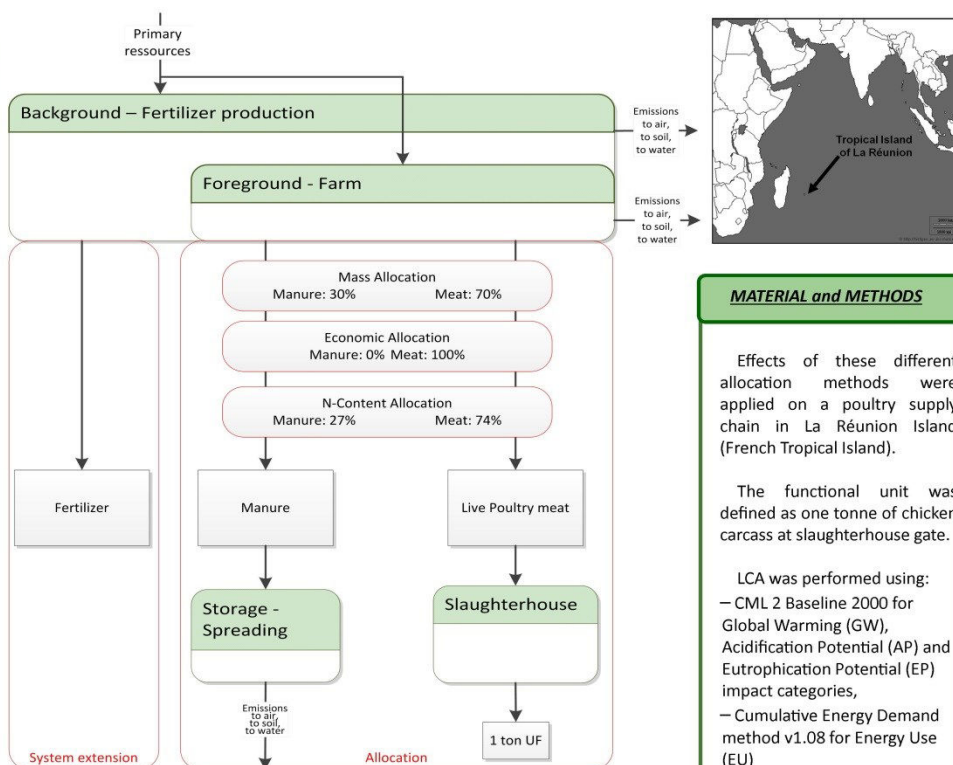 Primary
ressources
Background – Fertilizer production
Emissions
to air,
to soil,
to water
Foreground - Farm
Emissions
to air,
to soil,
to water
Tropical Island
of La Réunion
Mass Allocation
Manure: 30% Meat: 70%
Economic Allocation
Manure: 0% Meat: 100%
N-Content Allocation
Manure: 27% Meat: 74%
Fertilizer
Manure
Live Poultry meat
Storage -
Spreading
Slaughterhouse
Emissions
to air,
to soil,
to water
1 ton UF
System extension
Allocation
MATERIAL and METHODS
Effects of these different
allocation methods were
applied on a poultry supply
chain in La Réunion Island
(French Tropical Island).
The functional unit was
defined as one tonne of chicken
carcass at slaughterhouse gate.
LCA was performed using:
– CML 2 Baseline 2000 for
Global Warming (GW),
Acidification Potential (AP) and
Eutrophication Potential (EP)
impact categories,
– Cumulative Energy Demand
method v1.08 for Energy Use
(EU)